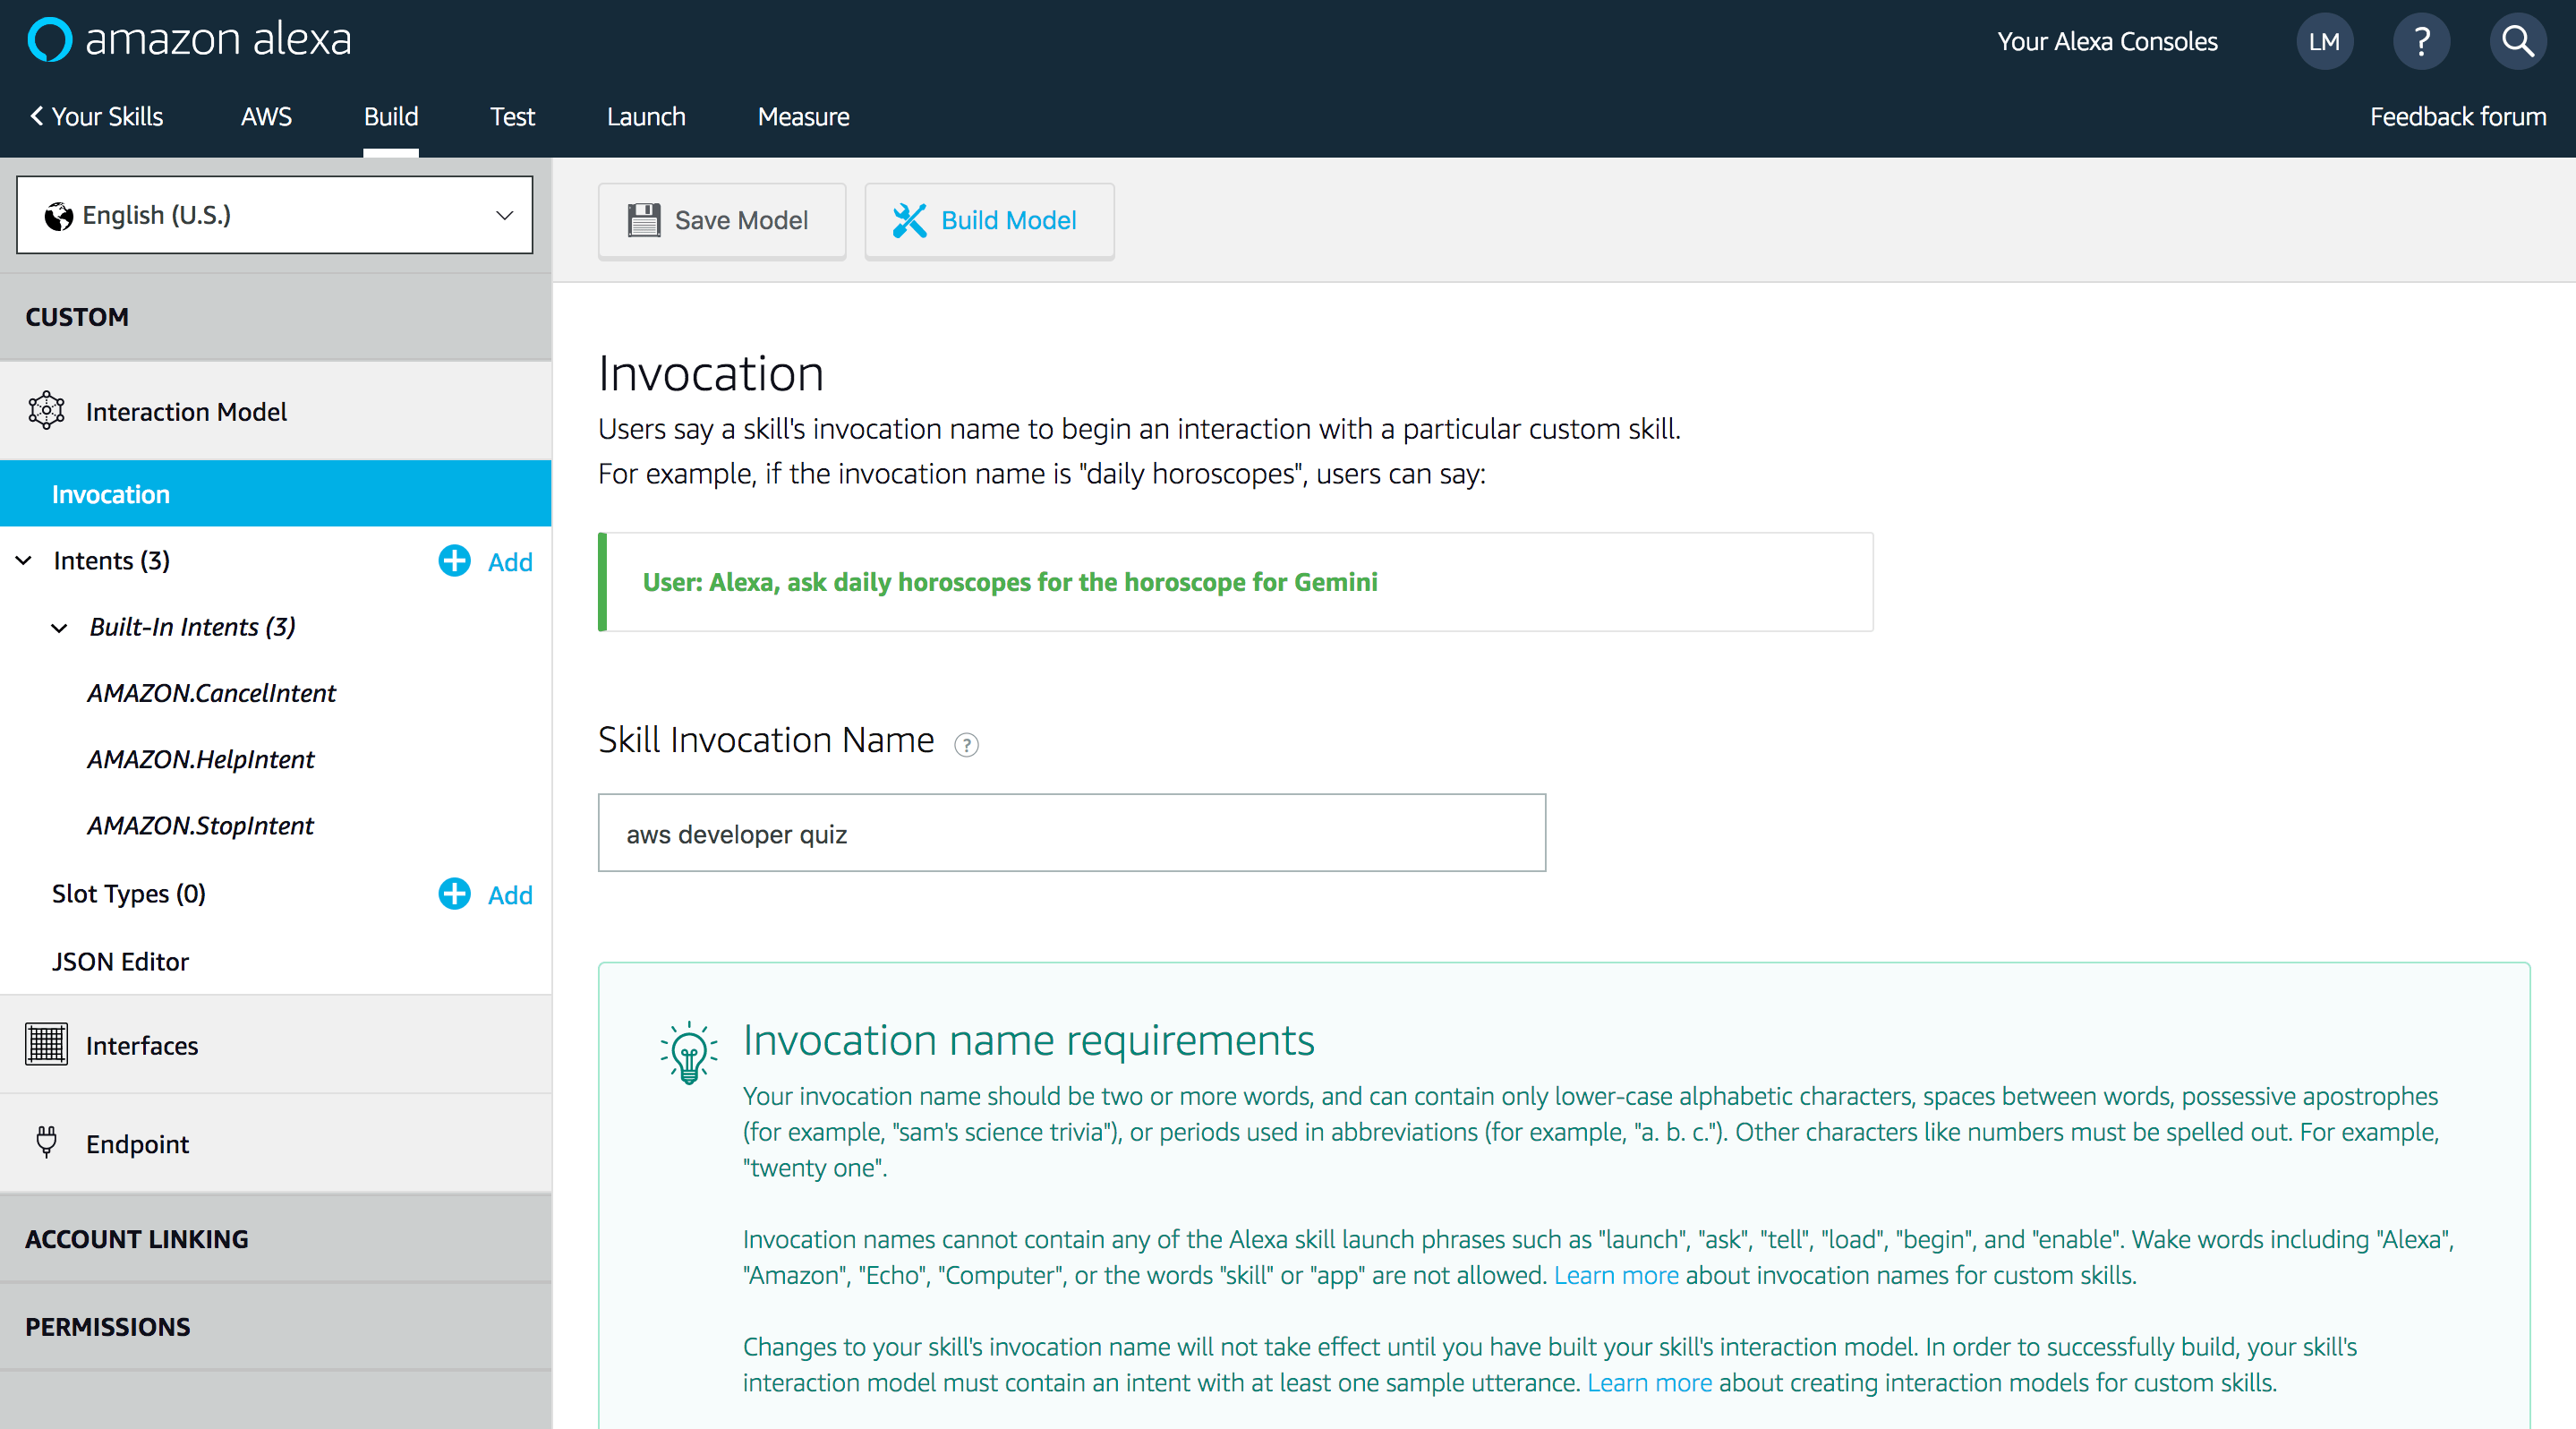 amazon alexa
Your Alexa Consoles
LM
?
Your Skills
AWS
Build
Test
Launch
Measure
Feedback forum
English (U.S.)
Save Model
Build Model
CUSTOM
Interaction Model
Invocation
Intents (3)
Add
Built-In Intents (3)
AMAZON.CancelIntent
AMAZON.HelpIntent
AMAZON.StopIntent
Slot Types (0)
Add
JSON Editor
Interfaces
Endpoint
ACCOUNT LINKING
PERMISSIONS
Invocation
Users say a skill's invocation name to begin an interaction with a particular custom skill.
For example, if the invocation name is "daily horoscopes", users can say:
User: Alexa, ask daily horoscopes for the horoscope for Gemini
Skill Invocation Name
?
aws developer quiz
Invocation name requirements
Your invocation name should be two or more words, and can contain only lower-case alphabetic characters, spaces between words, possessive apostrophes
(for example, "sam's science trivia"), or periods used in abbreviations (for example, "a. b. c."). Other characters like numbers must be spelled out. For example,
"twenty one".
Invocation names cannot contain any of the Alexa skill launch phrases such as "launch", "ask", "tell", "load", "begin", and "enable". Wake words including "Alexa",
"Amazon", "Echo", "Computer", or the words "skill" or "app" are not allowed. Learn more about invocation names for custom skills.
Changes to your skill's invocation name will not take effect until you have built your skill's interaction model. In order to successfully build, your skill's
interaction model must contain an intent with at least one sample utterance. Learn more about creating interaction models for custom skills.